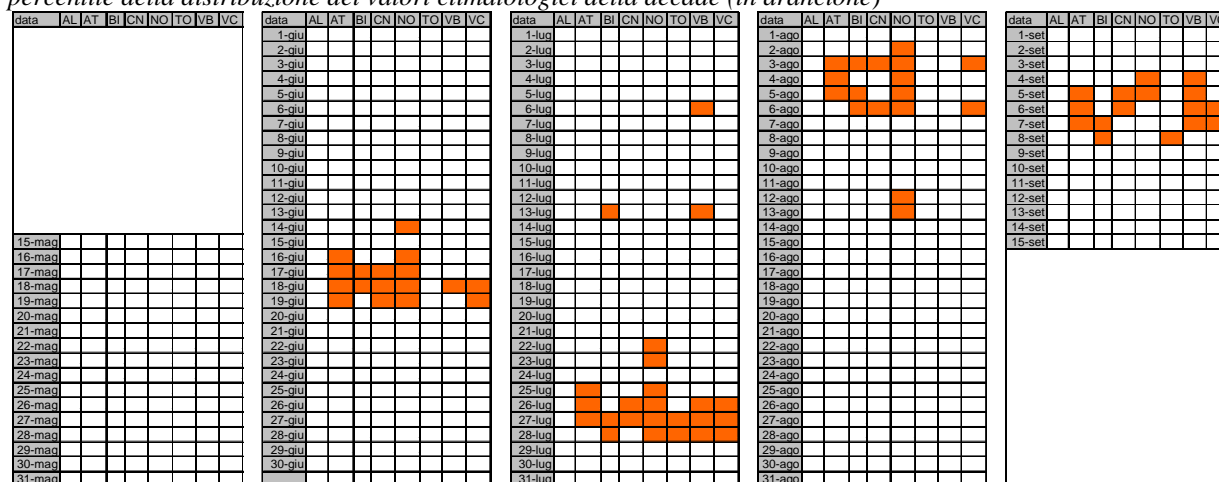 percentile della distribuzione dei valori climatologici della decade (in arancione)
data AL AT BI CN NO TO VB VC
15-mag
16-mag
17-mag
18-mag
19-mag
20-mag
21-mag
22-mag
23-mag
24-mag
25-mag
26-mag
27-mag
28-mag
29-mag
30-mag
31-mag
data AL AT BI CN NO TO VB VC
1-giu
2-giu
3-giu
4-giu
5-giu
6-giu
7-giu
8-giu
9-giu
10-giu
11-giu
12-giu
13-giu
14-giu
15-giu
16-giu
17-giu
18-giu
19-giu
20-giu
21-giu
22-giu
23-giu
24-giu
25-giu
26-giu
27-giu
28-giu
29-giu
30-giu
data AL AT BI CN NO TO VB VC
1-lug
2-lug
3-lug
4-lug
5-lug
6-lug
7-lug
8-lug
9-lug
10-lug
11-lug
12-lug
13-lug
14-lug
15-lug
16-lug
17-lug
18-lug
19-lug
20-lug
21-lug
22-lug
23-lug
24-lug
25-lug
26-lug
27-lug
28-lug
29-lug
30-lug
31-lug
data AL AT BI CN NO TO VB VC
1-ago
2-ago
3-ago
4-ago
5-ago
6-ago
7-ago
8-ago
9-ago
10-ago
11-ago
12-ago
13-ago
14-ago
15-ago
16-ago
17-ago
18-ago
19-ago
20-ago
21-ago
22-ago
23-ago
24-ago
25-ago
26-ago
27-ago
28-ago
29-ago
30-ago
31-ago
data AL AT BI CN NO TO VB VC
1-set
2-set
3-set
4-set
5-set
6-set
7-set
8-set
9-set
10-set
11-set
12-set
13-set
14-set
15-set